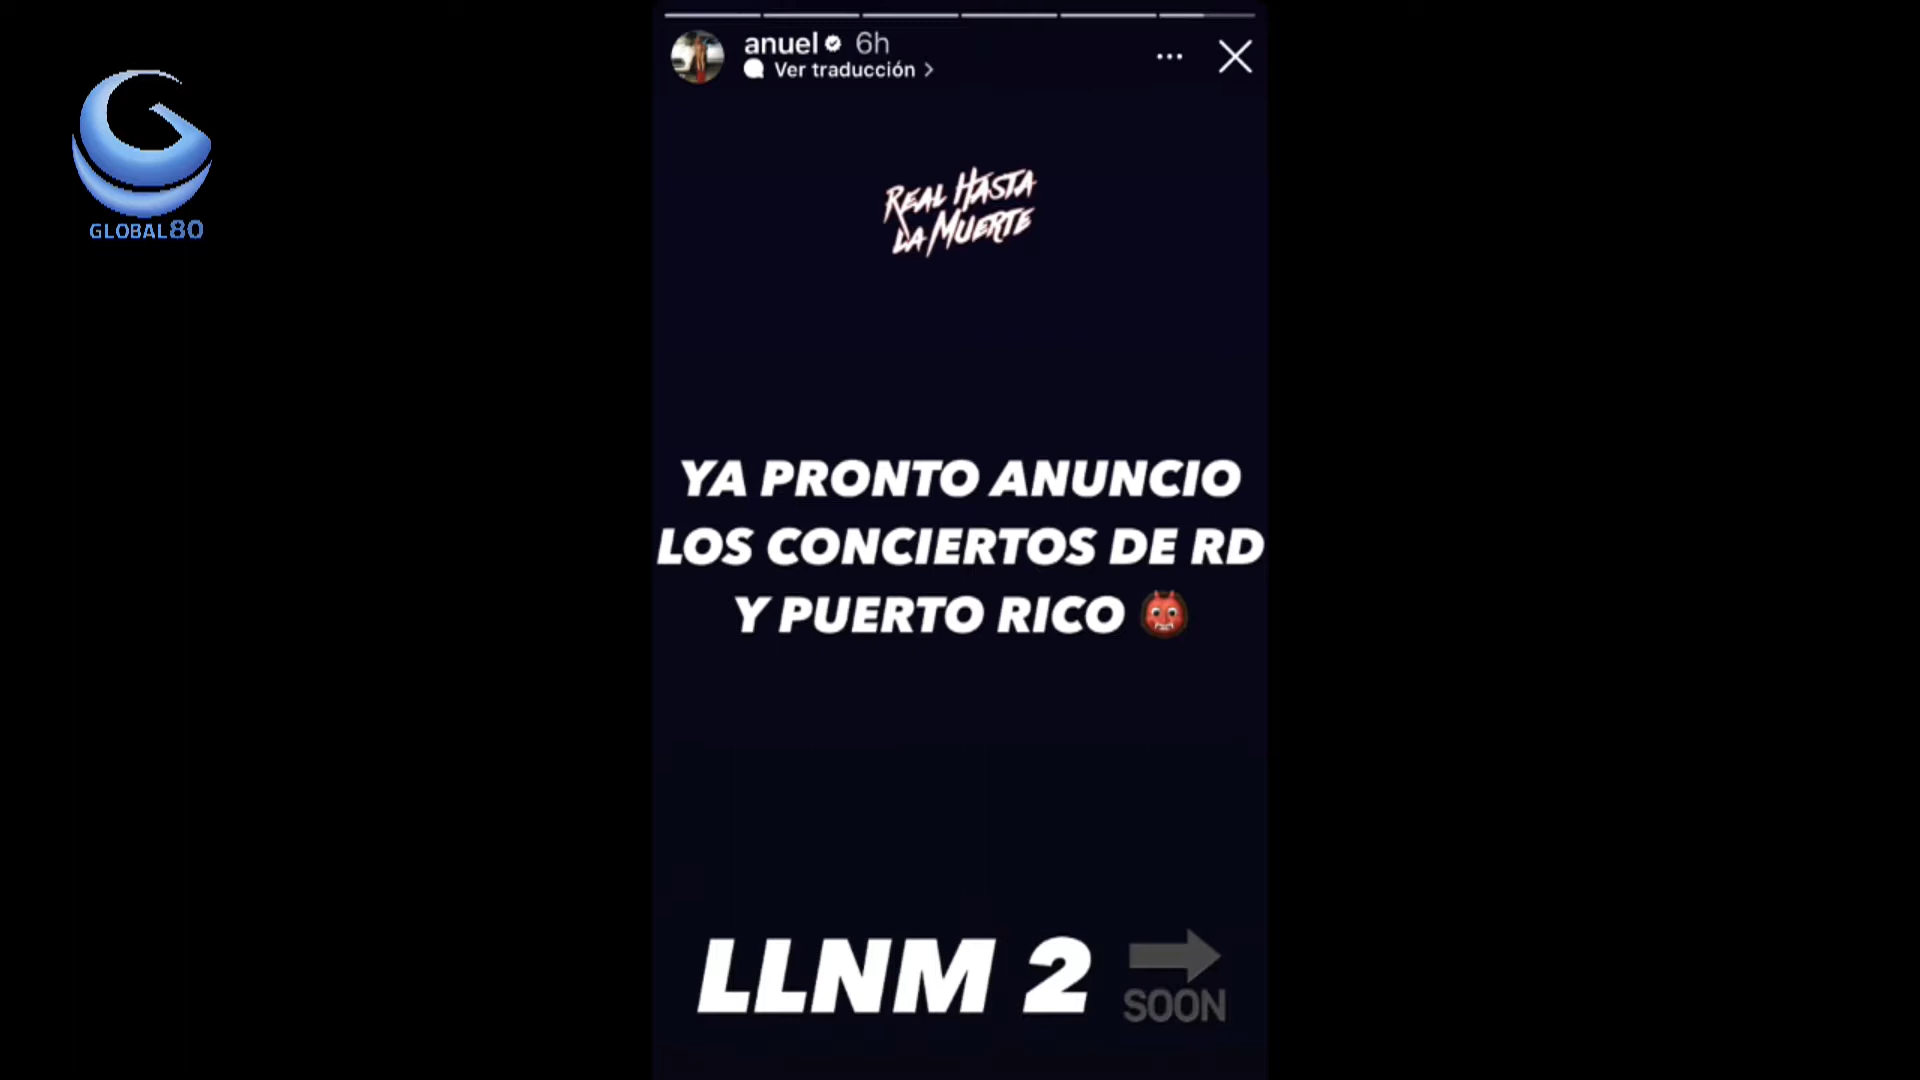 anuel 6h
Ver traducción
GLOBAL80
REAL HASTA
LA MUERTE
YA PRONTO ANUNCIO
LOS CONCIERTOS DE RD
Y PUERTO RICO 👹
LLNM 2
SOON